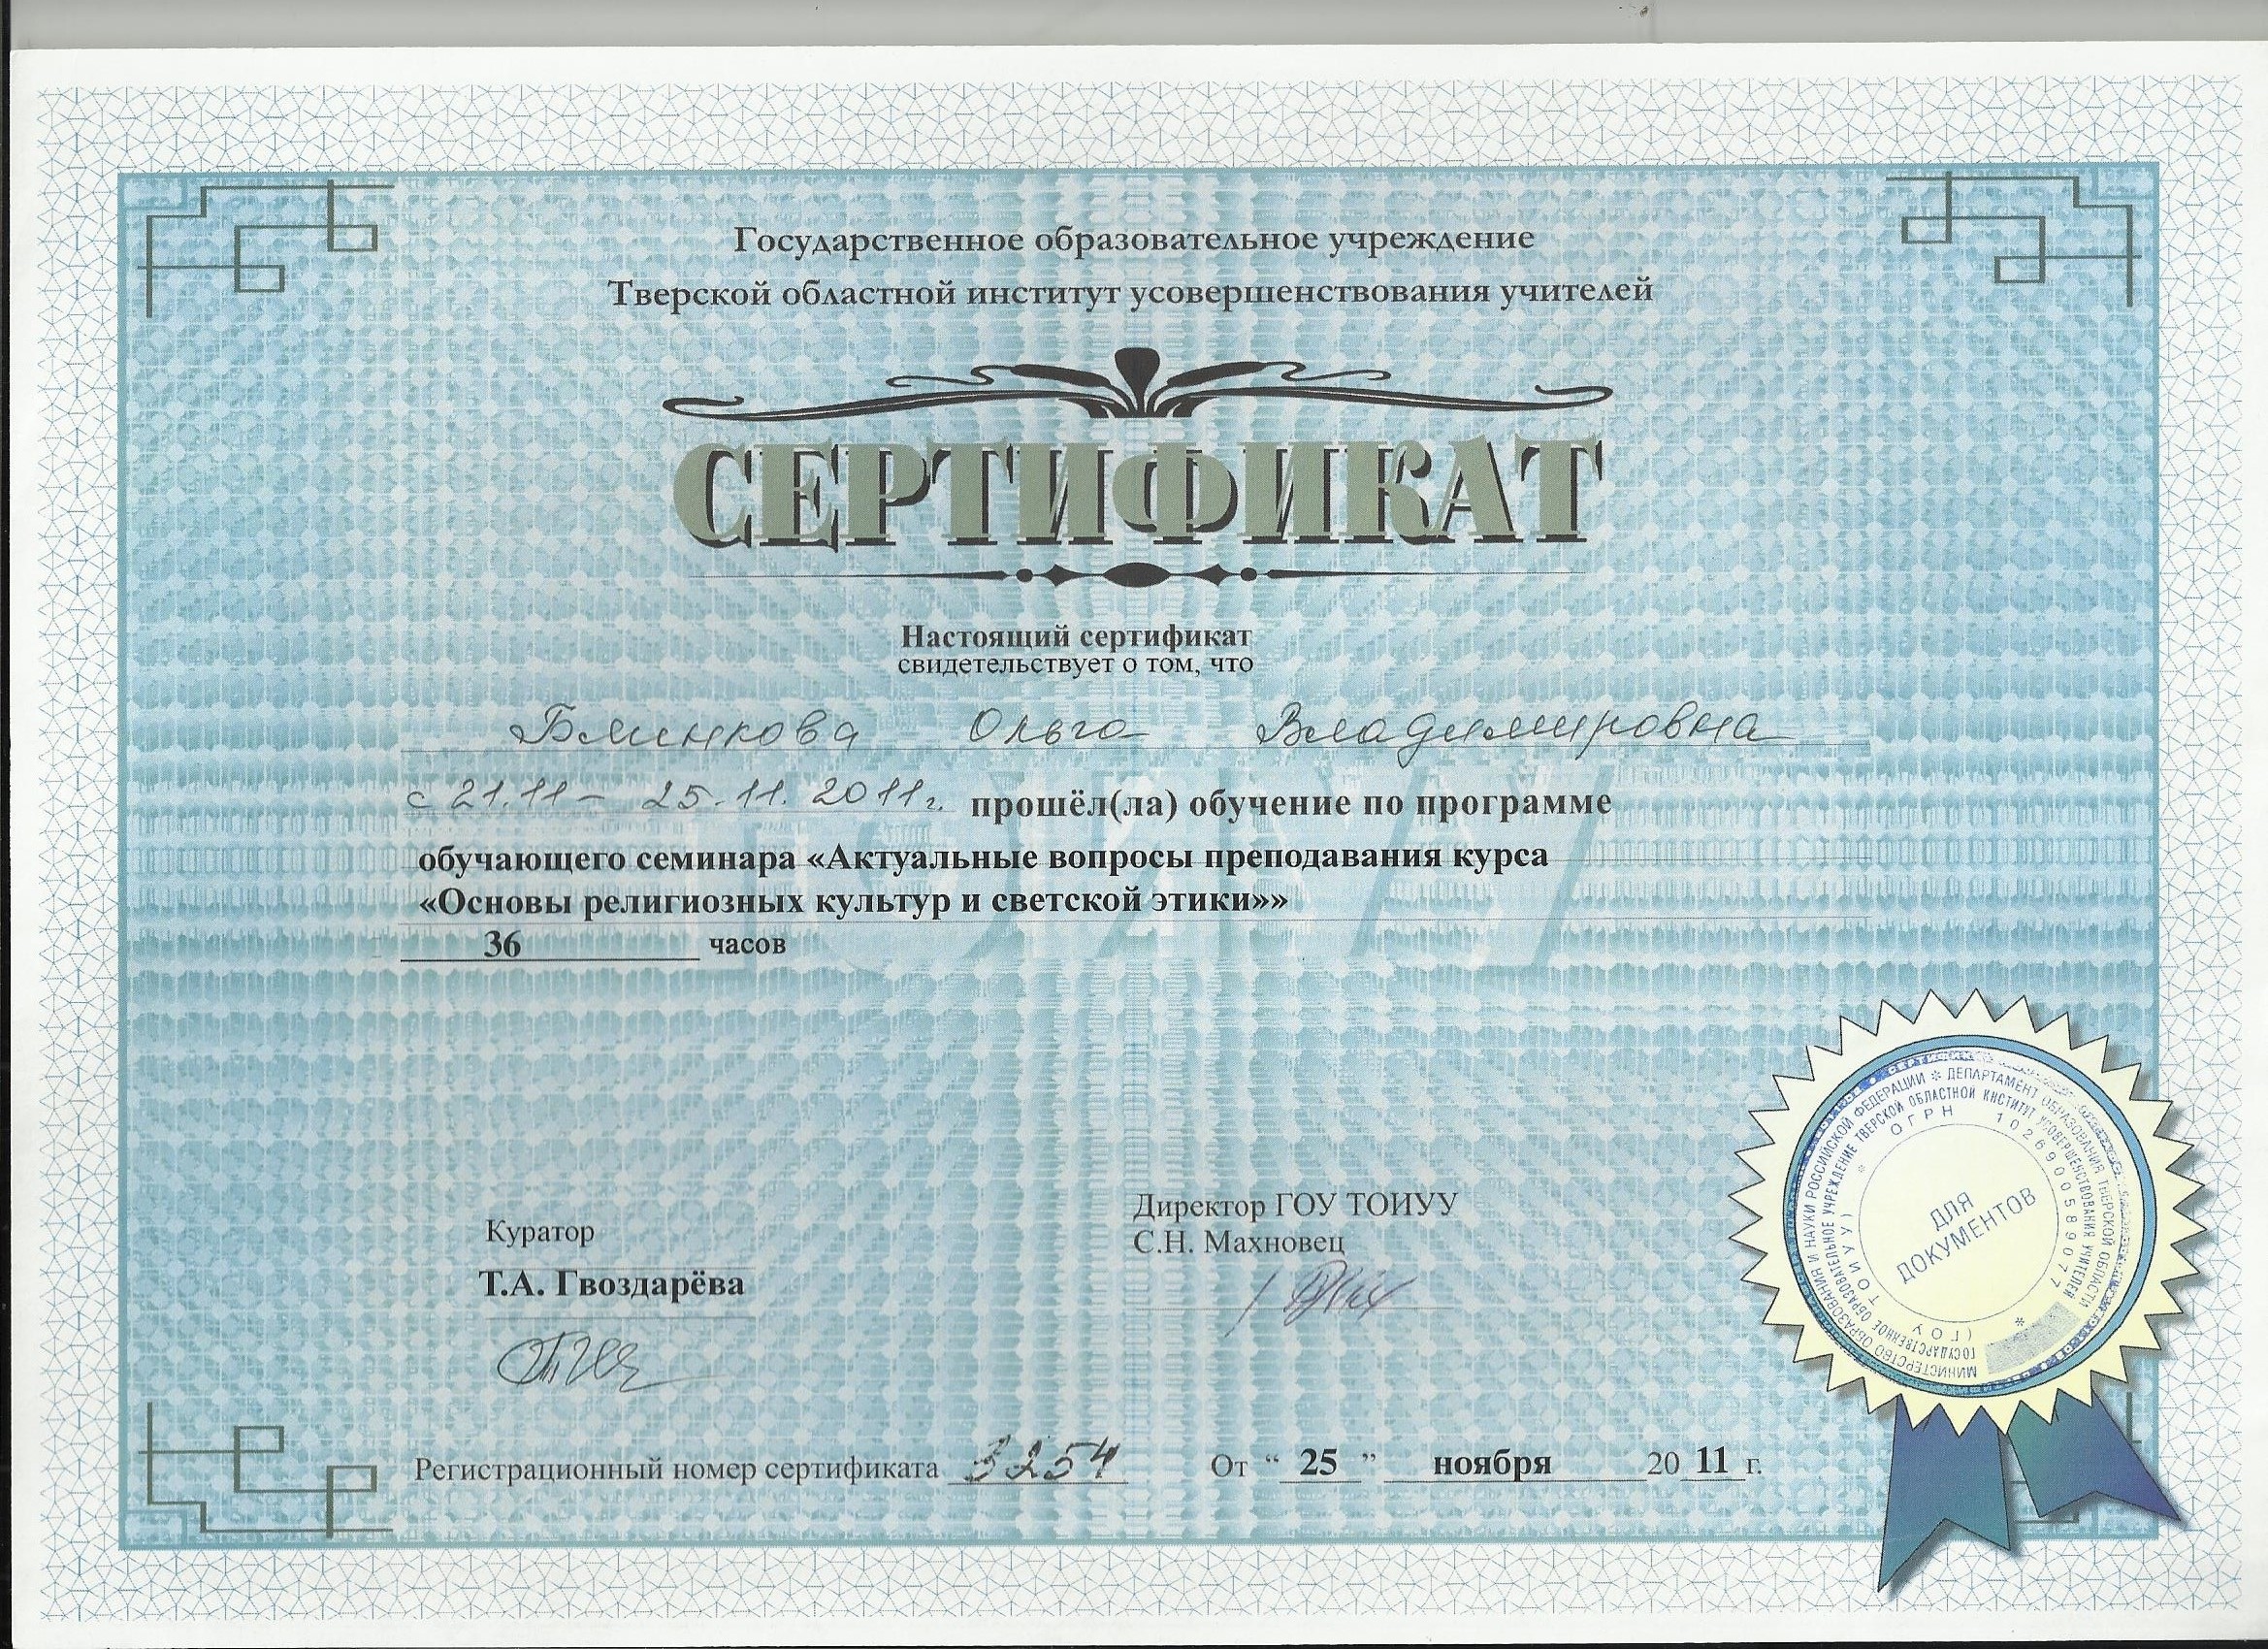 Государственное образовательное учреждение
Тверской областной институт усовершенствования учителей
СЕРТИФИКАТ
Настоящий сертификат
свидетельствует о том, что
Блинкова Ольга Владимировна
с 21.11 – 25.11. 2011г. прошёл(ла) обучение по программе
обучающего семинара «Актуальные вопросы преподавания курса
«Основы религиозных культур и светской этики»»
36 часов
Куратор
Т.А. Гвоздарёва
Директор ГОУ ТОИУУ
С.Н. Махновец
Регистрационный номер сертификата 3254 От “ 25 ” ноября 20 11 г.
МИНИСТЕРСТВО ОБРАЗОВАНИЯ И НАУКИ РОССИЙСКОЙ ФЕДЕРАЦИИ * ДЕПАРТАМЕНТ ОБРАЗОВАНИЯ ТВЕРСКОЙ ОБЛАСТИ
ГОСУДАРСТВЕННОЕ ОБРАЗОВАТЕЛЬНОЕ УЧРЕЖДЕНИЕ ТВЕРСКОЙ ОБЛАСТНОЙ ИНСТИТУТ УСОВЕРШЕНСТВОВАНИЯ УЧИТЕЛЕЙ
(ГОУ ТОИУУ) * ОГРН 1026900589077 *
ДЛЯ
ДОКУМЕНТОВ